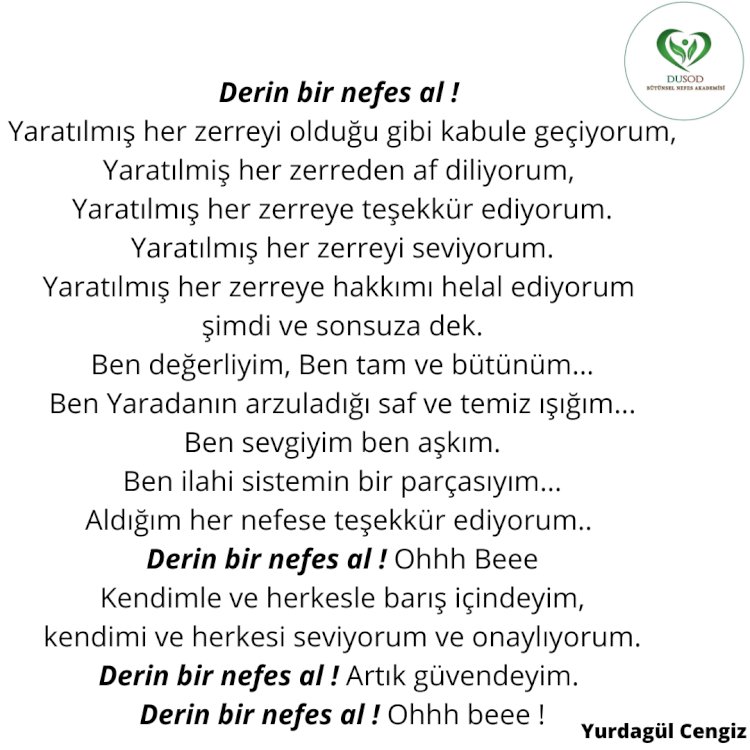 DUSOD
BÜTÜNSEL NEFES AKADEMİSİ
Derin bir nefes al !
Yaratılmış her zerreyi olduğu gibi kabule geçiyorum,
Yaratılmiş her zerreden af diliyorum,
Yaratılmış her zerreye teşekkür ediyorum.
Yaratılmış her zerreyi seviyorum.
Yaratılmış her zerreye hakkımı helal ediyorum
şimdi ve sonsuza dek.
Ben değerliyim, Ben tam ve bütünüm...
Ben Yaradanın arzuladığı saf ve temiz ışığım...
Ben sevgiyim ben aşkım.
Ben ilahi sistemin bir parçasıyım...
Aldığım her nefese teşekkür ediyorum..
Derin bir nefes al ! Ohhh Beee
Kendimle ve herkesle barış içindeyim,
kendimi ve herkesi seviyorum ve onaylıyorum.
Derin bir nefes al ! Artık güvendeyim.
Derin bir nefes al ! Ohhh beee !
Yurdagül Cengiz